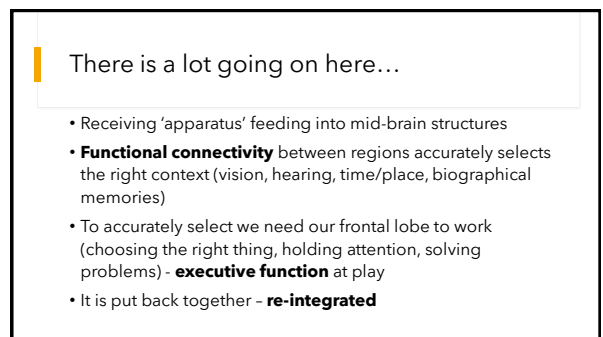 There is a lot going on here…
• Receiving ‘apparatus’ feeding into mid-brain structures
• Functional connectivity between regions accurately selects
the right context (vision, hearing, time/place, biographical
memories)
• To accurately select we need our frontal lobe to work
(choosing the right thing, holding attention, solving
problems) - executive function at play
• It is put back together – re-integrated